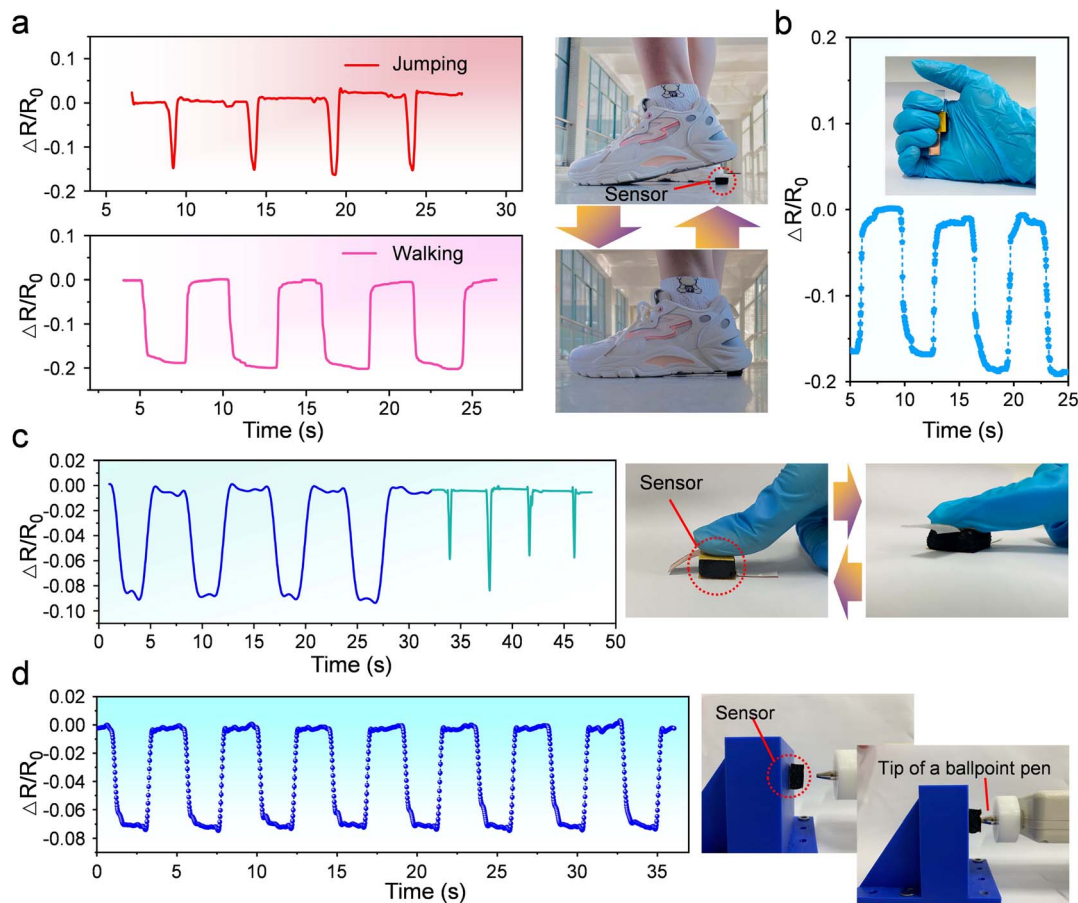 a
0.1
0.0
-0.1
-0.2
△R/R₀
Jumping
5 10 15 20 25 30
0.1
0.0
-0.1
-0.2
△R/R₀
Walking
5 10 15 20 25
Time (s)
Sensor
b
0.2
0.1
0.0
-0.1
-0.2
△R/R₀
5 10 15 20 25
Time (s)
c
0.02
0.00
-0.02
-0.04
-0.06
-0.08
-0.10
△R/R₀
0 5 10 15 20 25 30 35 40 45 50
Time (s)
Sensor
d
0.02
0.00
-0.02
-0.04
-0.06
-0.08
△R/R₀
0 5 10 15 20 25 30 35
Time (s)
Sensor
Tip of a ballpoint pen